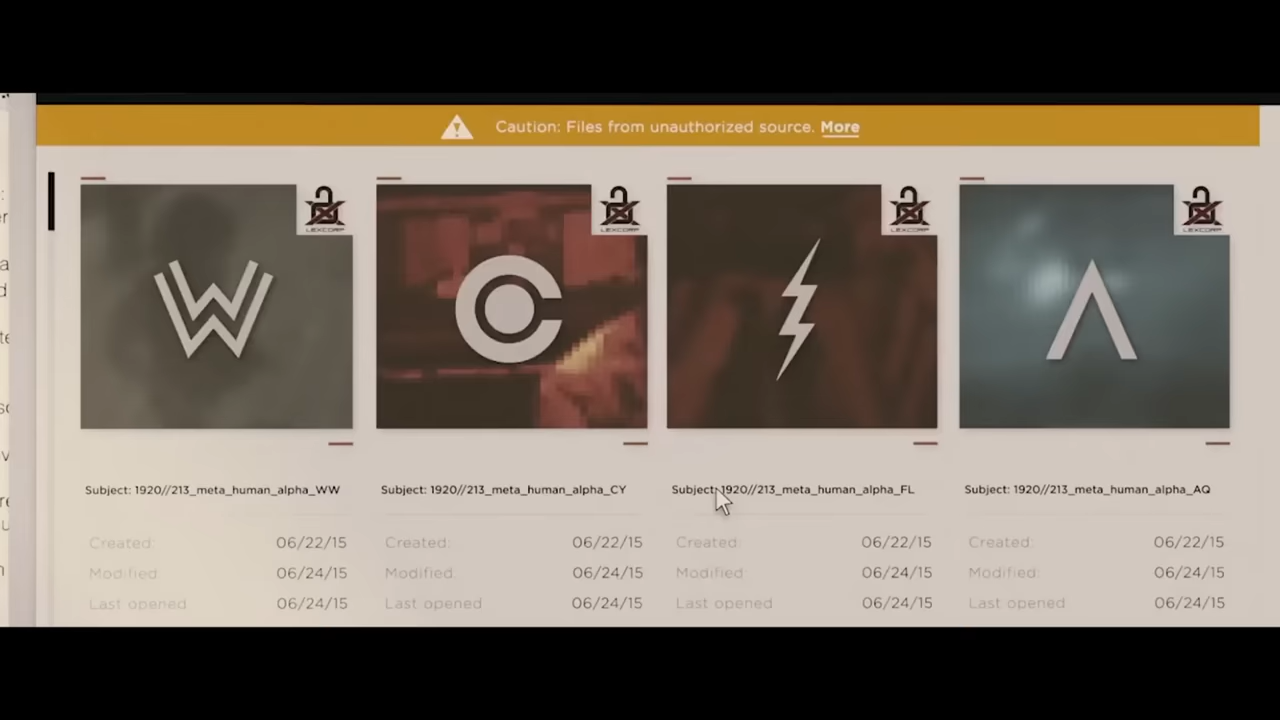 Caution: Files from unauthorized source. More
LEXCORP LEXCORP LEXCORP LEXCORP
W C
Subject: 1920//213_meta_human_alpha_WW Subject: 1920//213_meta_human_alpha_CY Subject: 1920//213_meta_human_alpha_FL Subject: 1920//213_meta_human_alpha_AQ
Created: 06/22/15 Created: 06/22/15 Created: 06/22/15 Created: 06/22/15
Modified: 06/24/15 Modified: 06/24/15 Modified: 06/24/15 Modified: 06/24/15
Last opened 06/24/15 Last opened 06/24/15 Last opened 06/24/15 Last opened 06/24/15